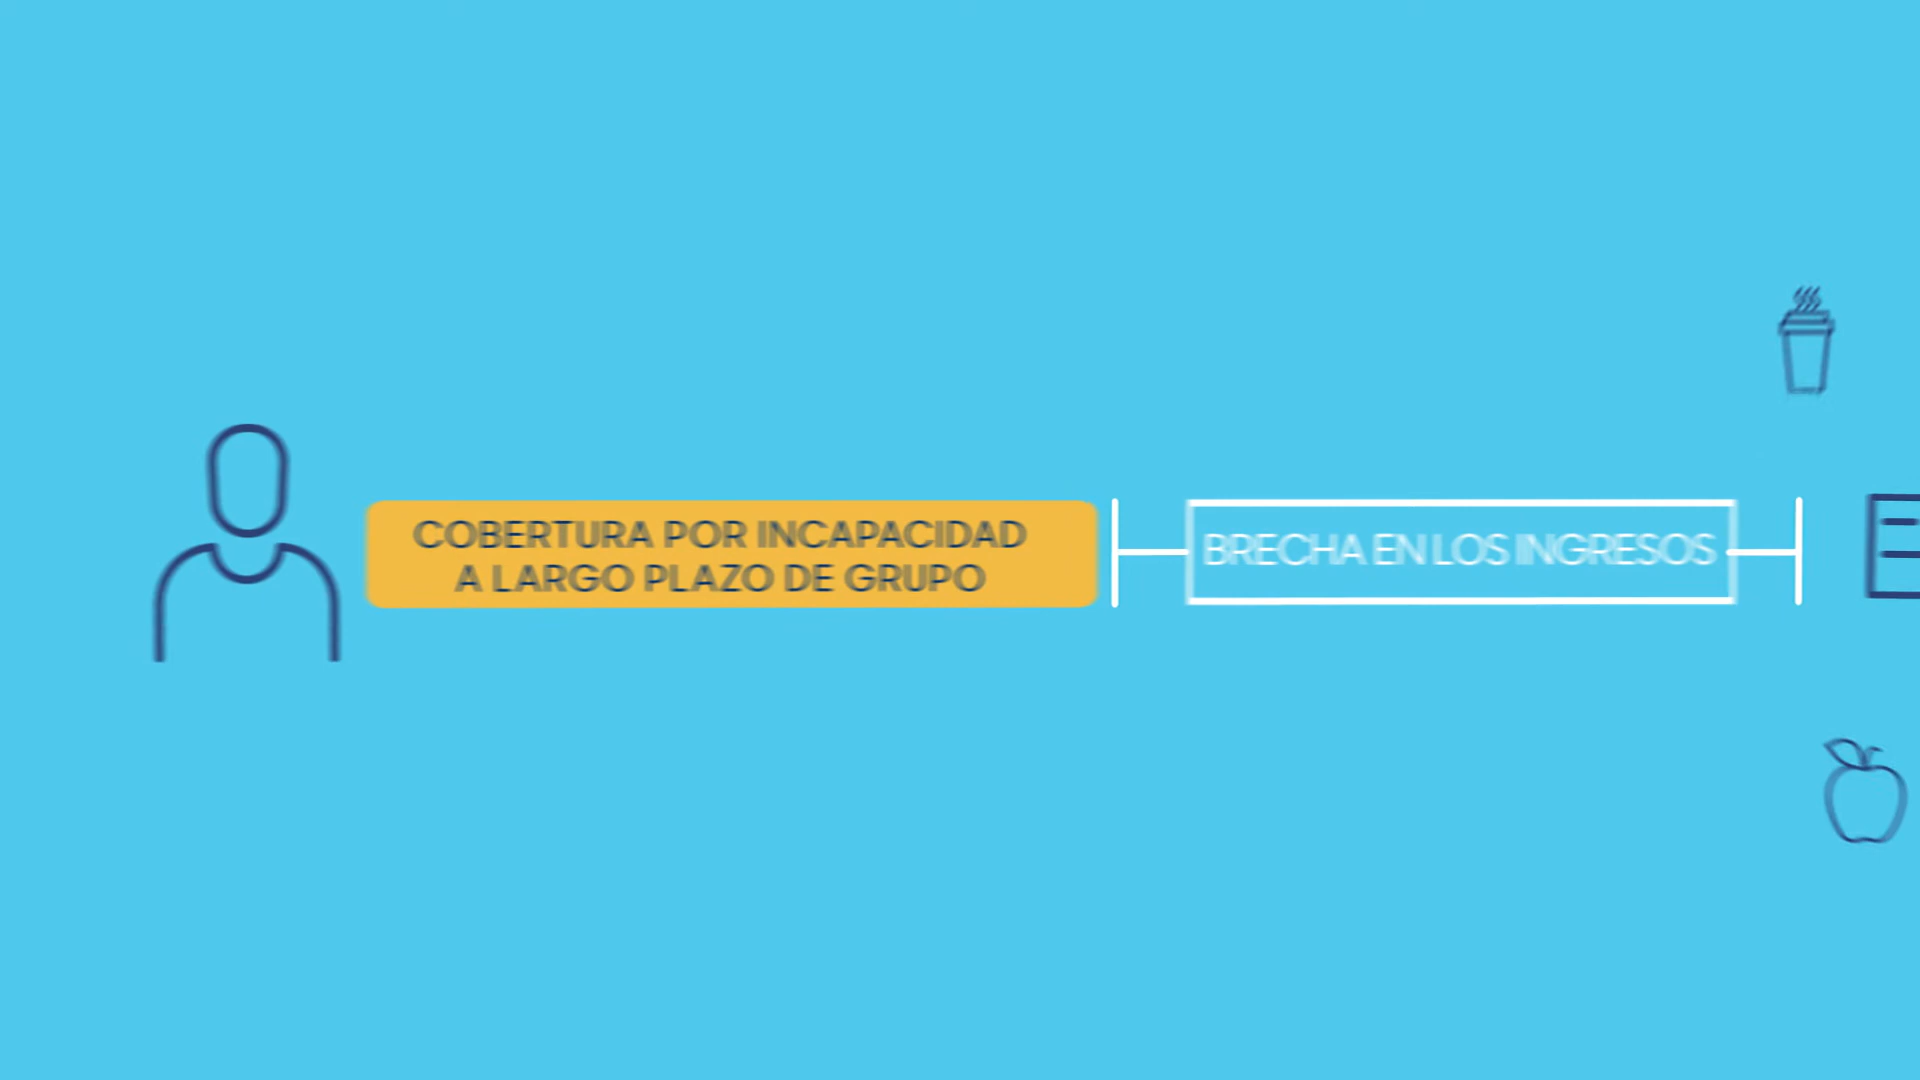 COBERTURA POR INCAPACIDAD
A LARGO PLAZO DE GRUPO
BRECHA EN LOS INGRESOS